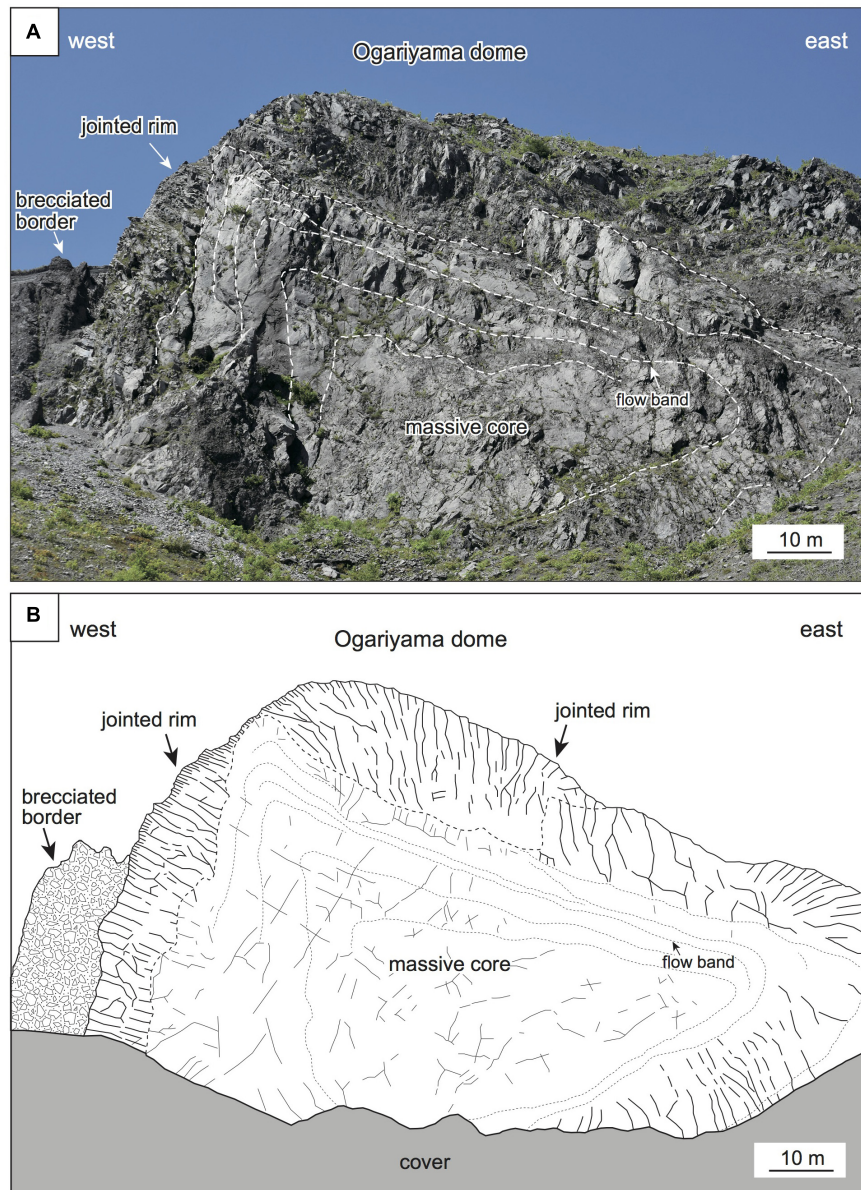 A
west
Ogariyama dome
east
jointed rim
brecciated
border
flow band
massive core
10 m
B
west
Ogariyama dome
east
jointed rim
jointed rim
brecciated
border
massive core
flow band
cover
10 m